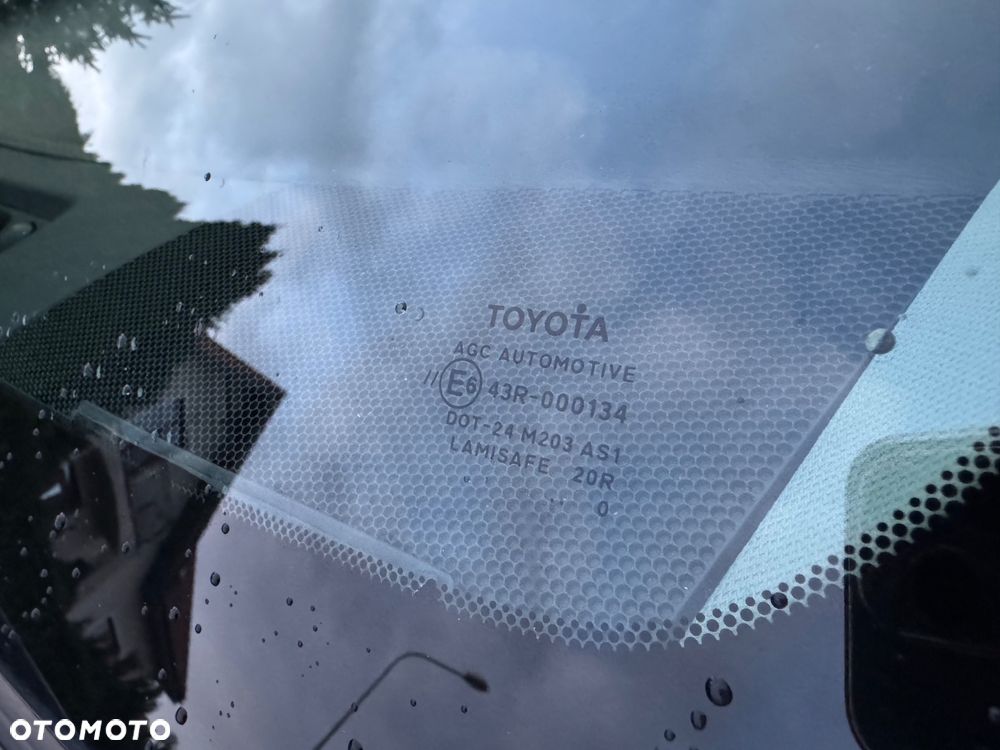 TOYOTA
AGC AUTOMOTIVE
// E6 43R-000134
DOT-24 M203 AS1
LAMISAFE 20R
.. 0
OTOMOTO